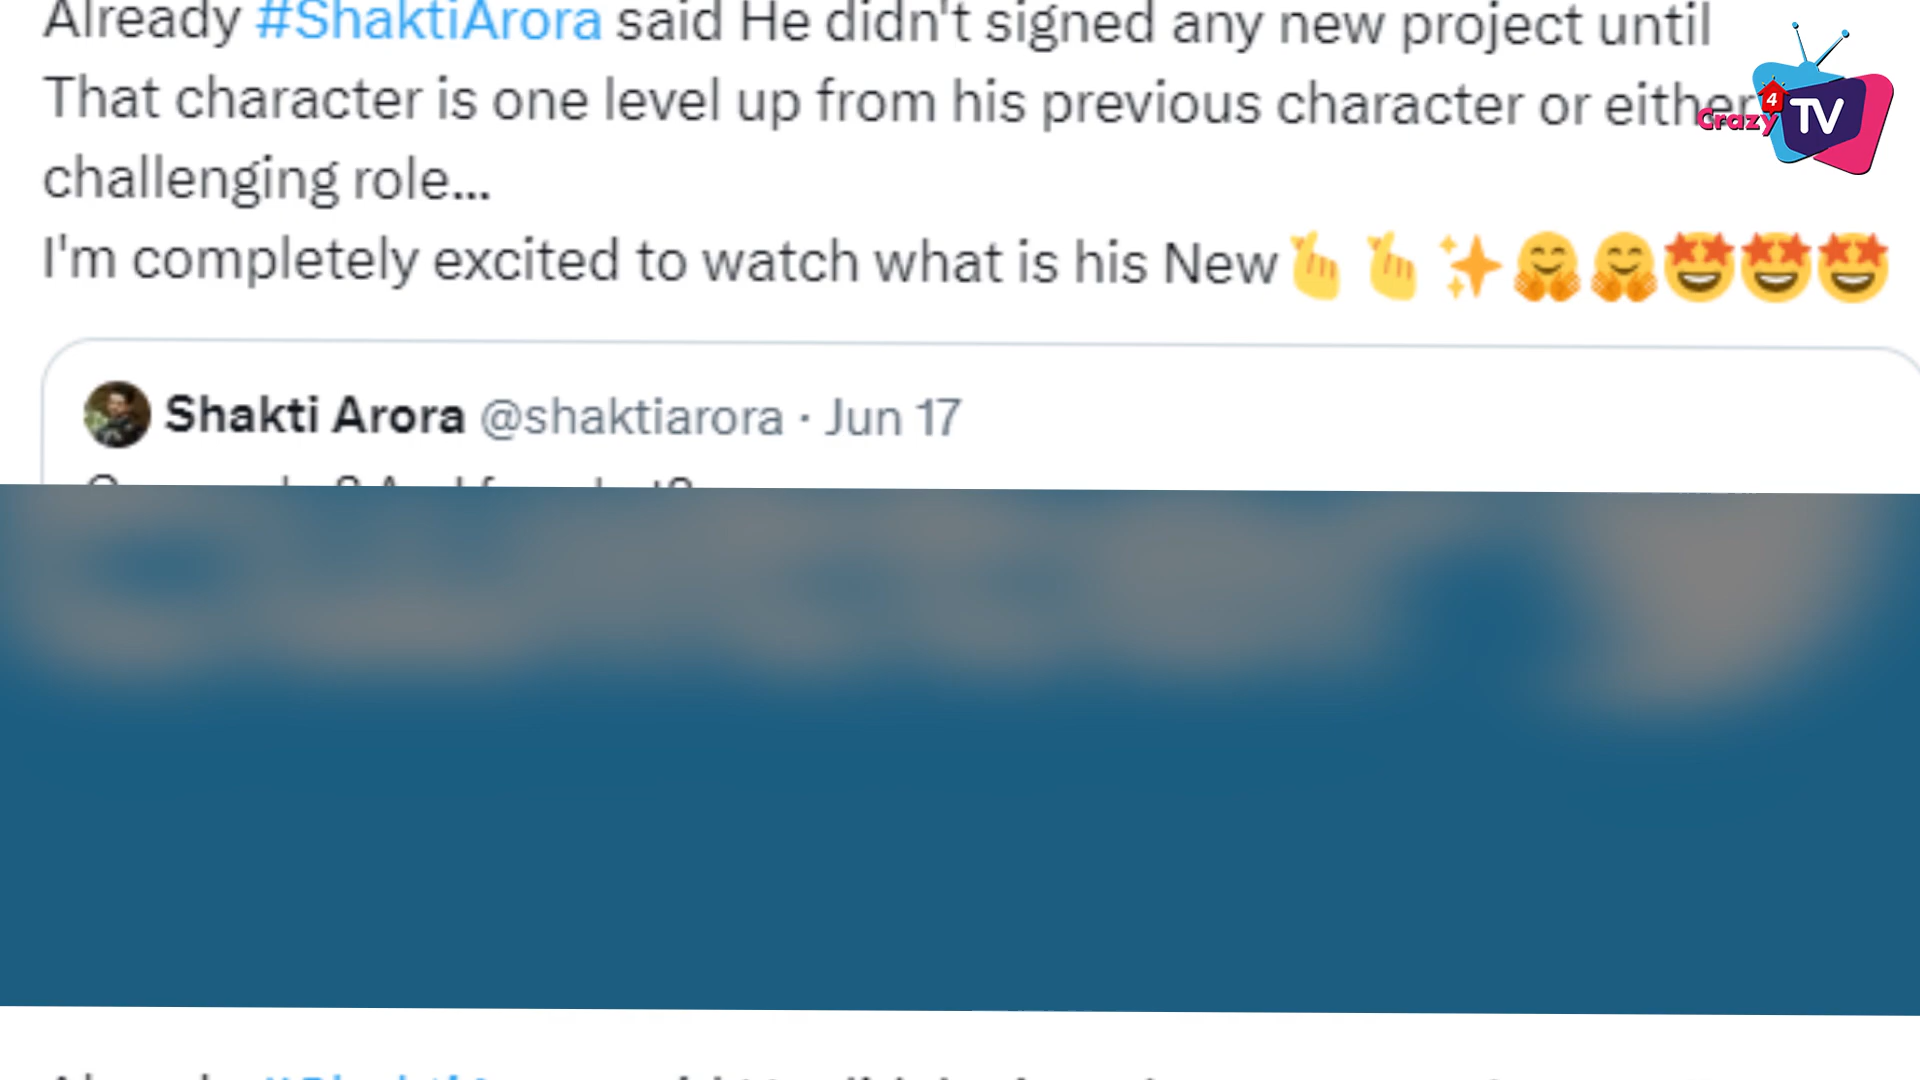 Already #ShaktiArora said He didn't signed any new project until
That character is one level up from his previous character or either
challenging role...
I'm completely excited to watch what is his New🫰🫰✨🤗🤗🤩🤩🤩
Crazy 4 TV
Shakti Arora @shaktiarora · Jun 17